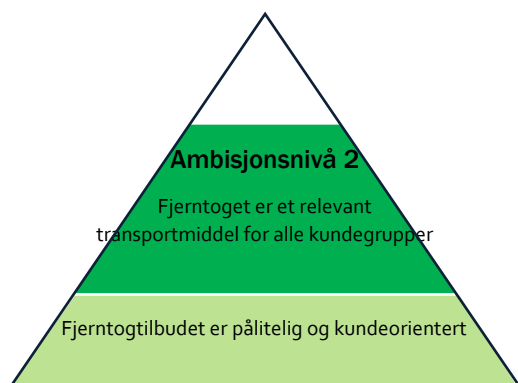 Ambisjonsnivå 2
Fjerntoget er et relevant
transportmiddel for alle kundegrupper
Fjerntogtilbudet er pålitelig og kundeorientert